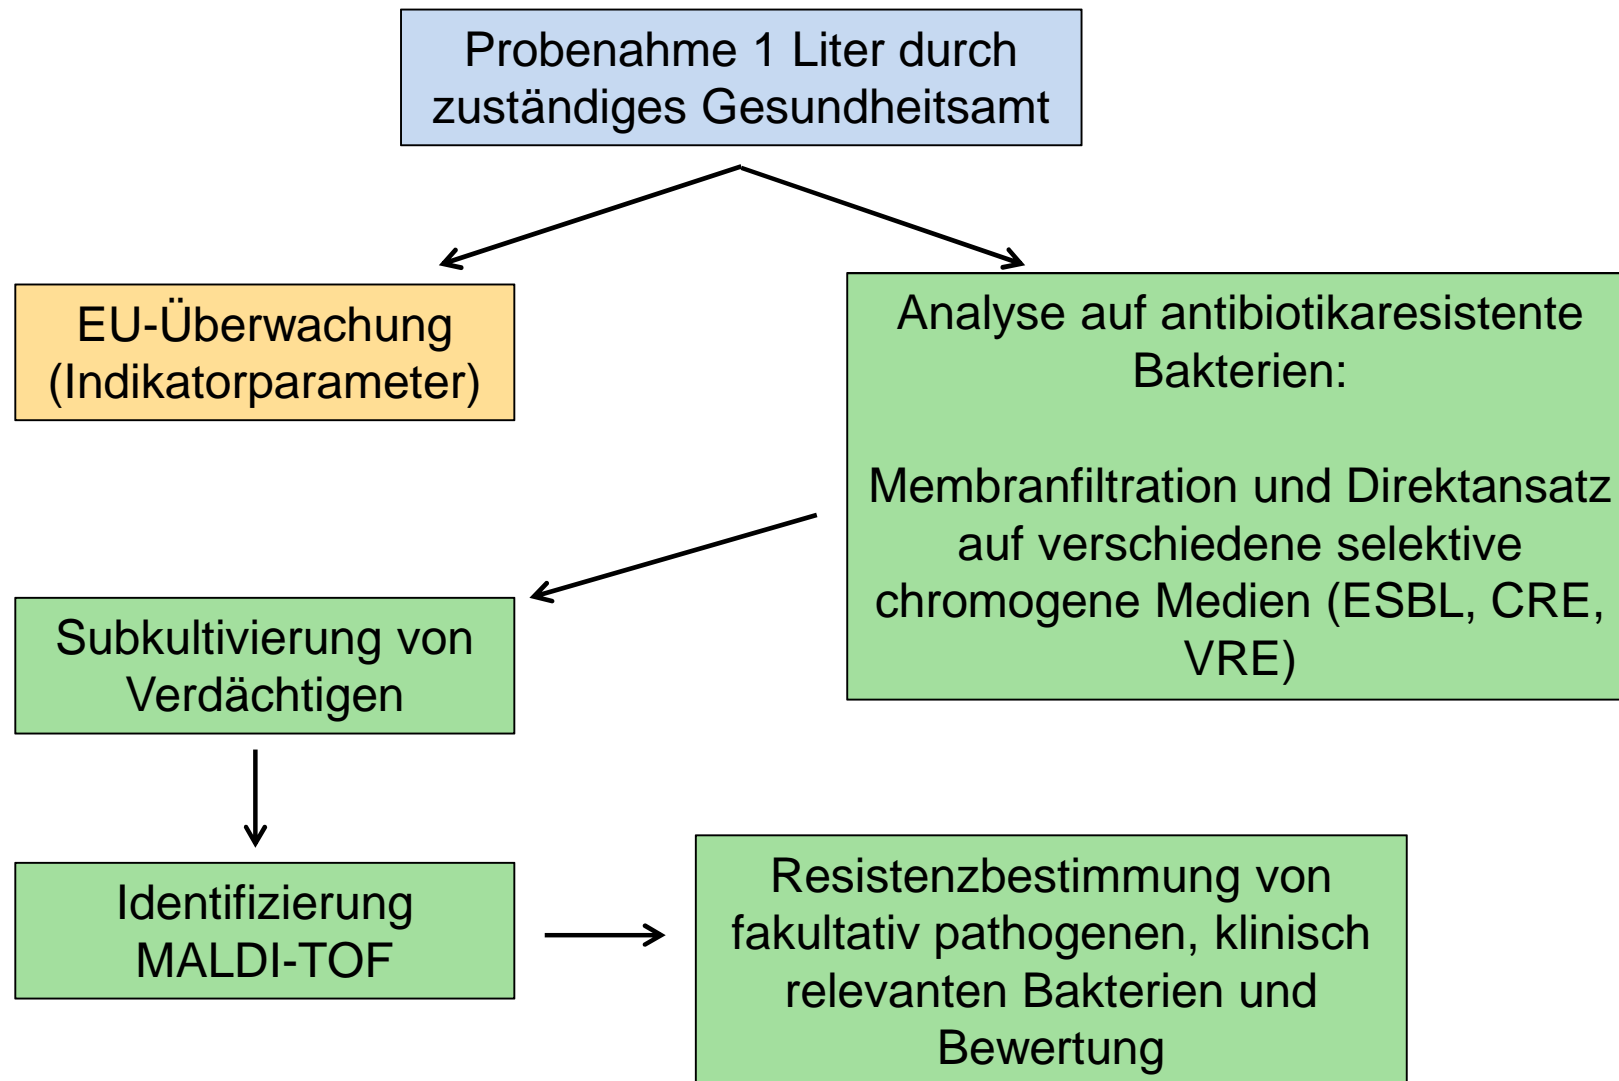 Probenahme 1 Liter durch
zuständiges Gesundheitsamt
EU-Überwachung
(Indikatorparameter)
Analyse auf antibiotikaresistente
Bakterien:
Membranfiltration und Direktansatz
auf verschiedene selektive
chromogene Medien (ESBL, CRE,
VRE)
Subkultivierung von
Verdächtigen
Identifizierung
MALDI-TOF
Resistenzbestimmung von
fakultativ pathogenen, klinisch
relevanten Bakterien und
Bewertung